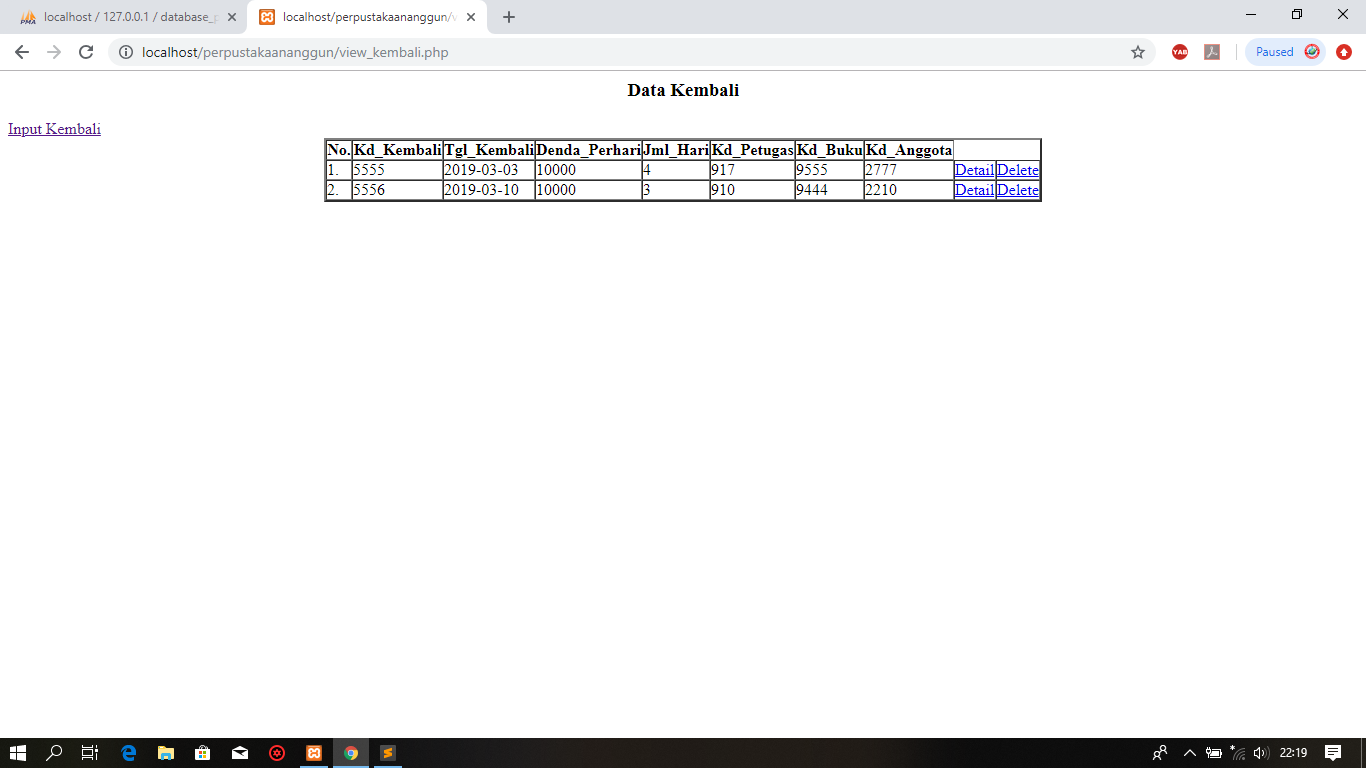 localhost / 127.0.0.1 / database_p
localhost/perpustakaananggun/v
localhost/perpustakaananggun/view_kembali.php
YAB
Paused
Data Kembali
Input Kembali
No. Kd_Kembali Tgl_Kembali Denda_Perhari Jml_Hari Kd_Petugas Kd_Buku Kd_Anggota
1. 5555 2019-03-03 10000 4 917 9555 2777 Detail Delete
2. 5556 2019-03-10 10000 3 910 9444 2210 Detail Delete
22:19